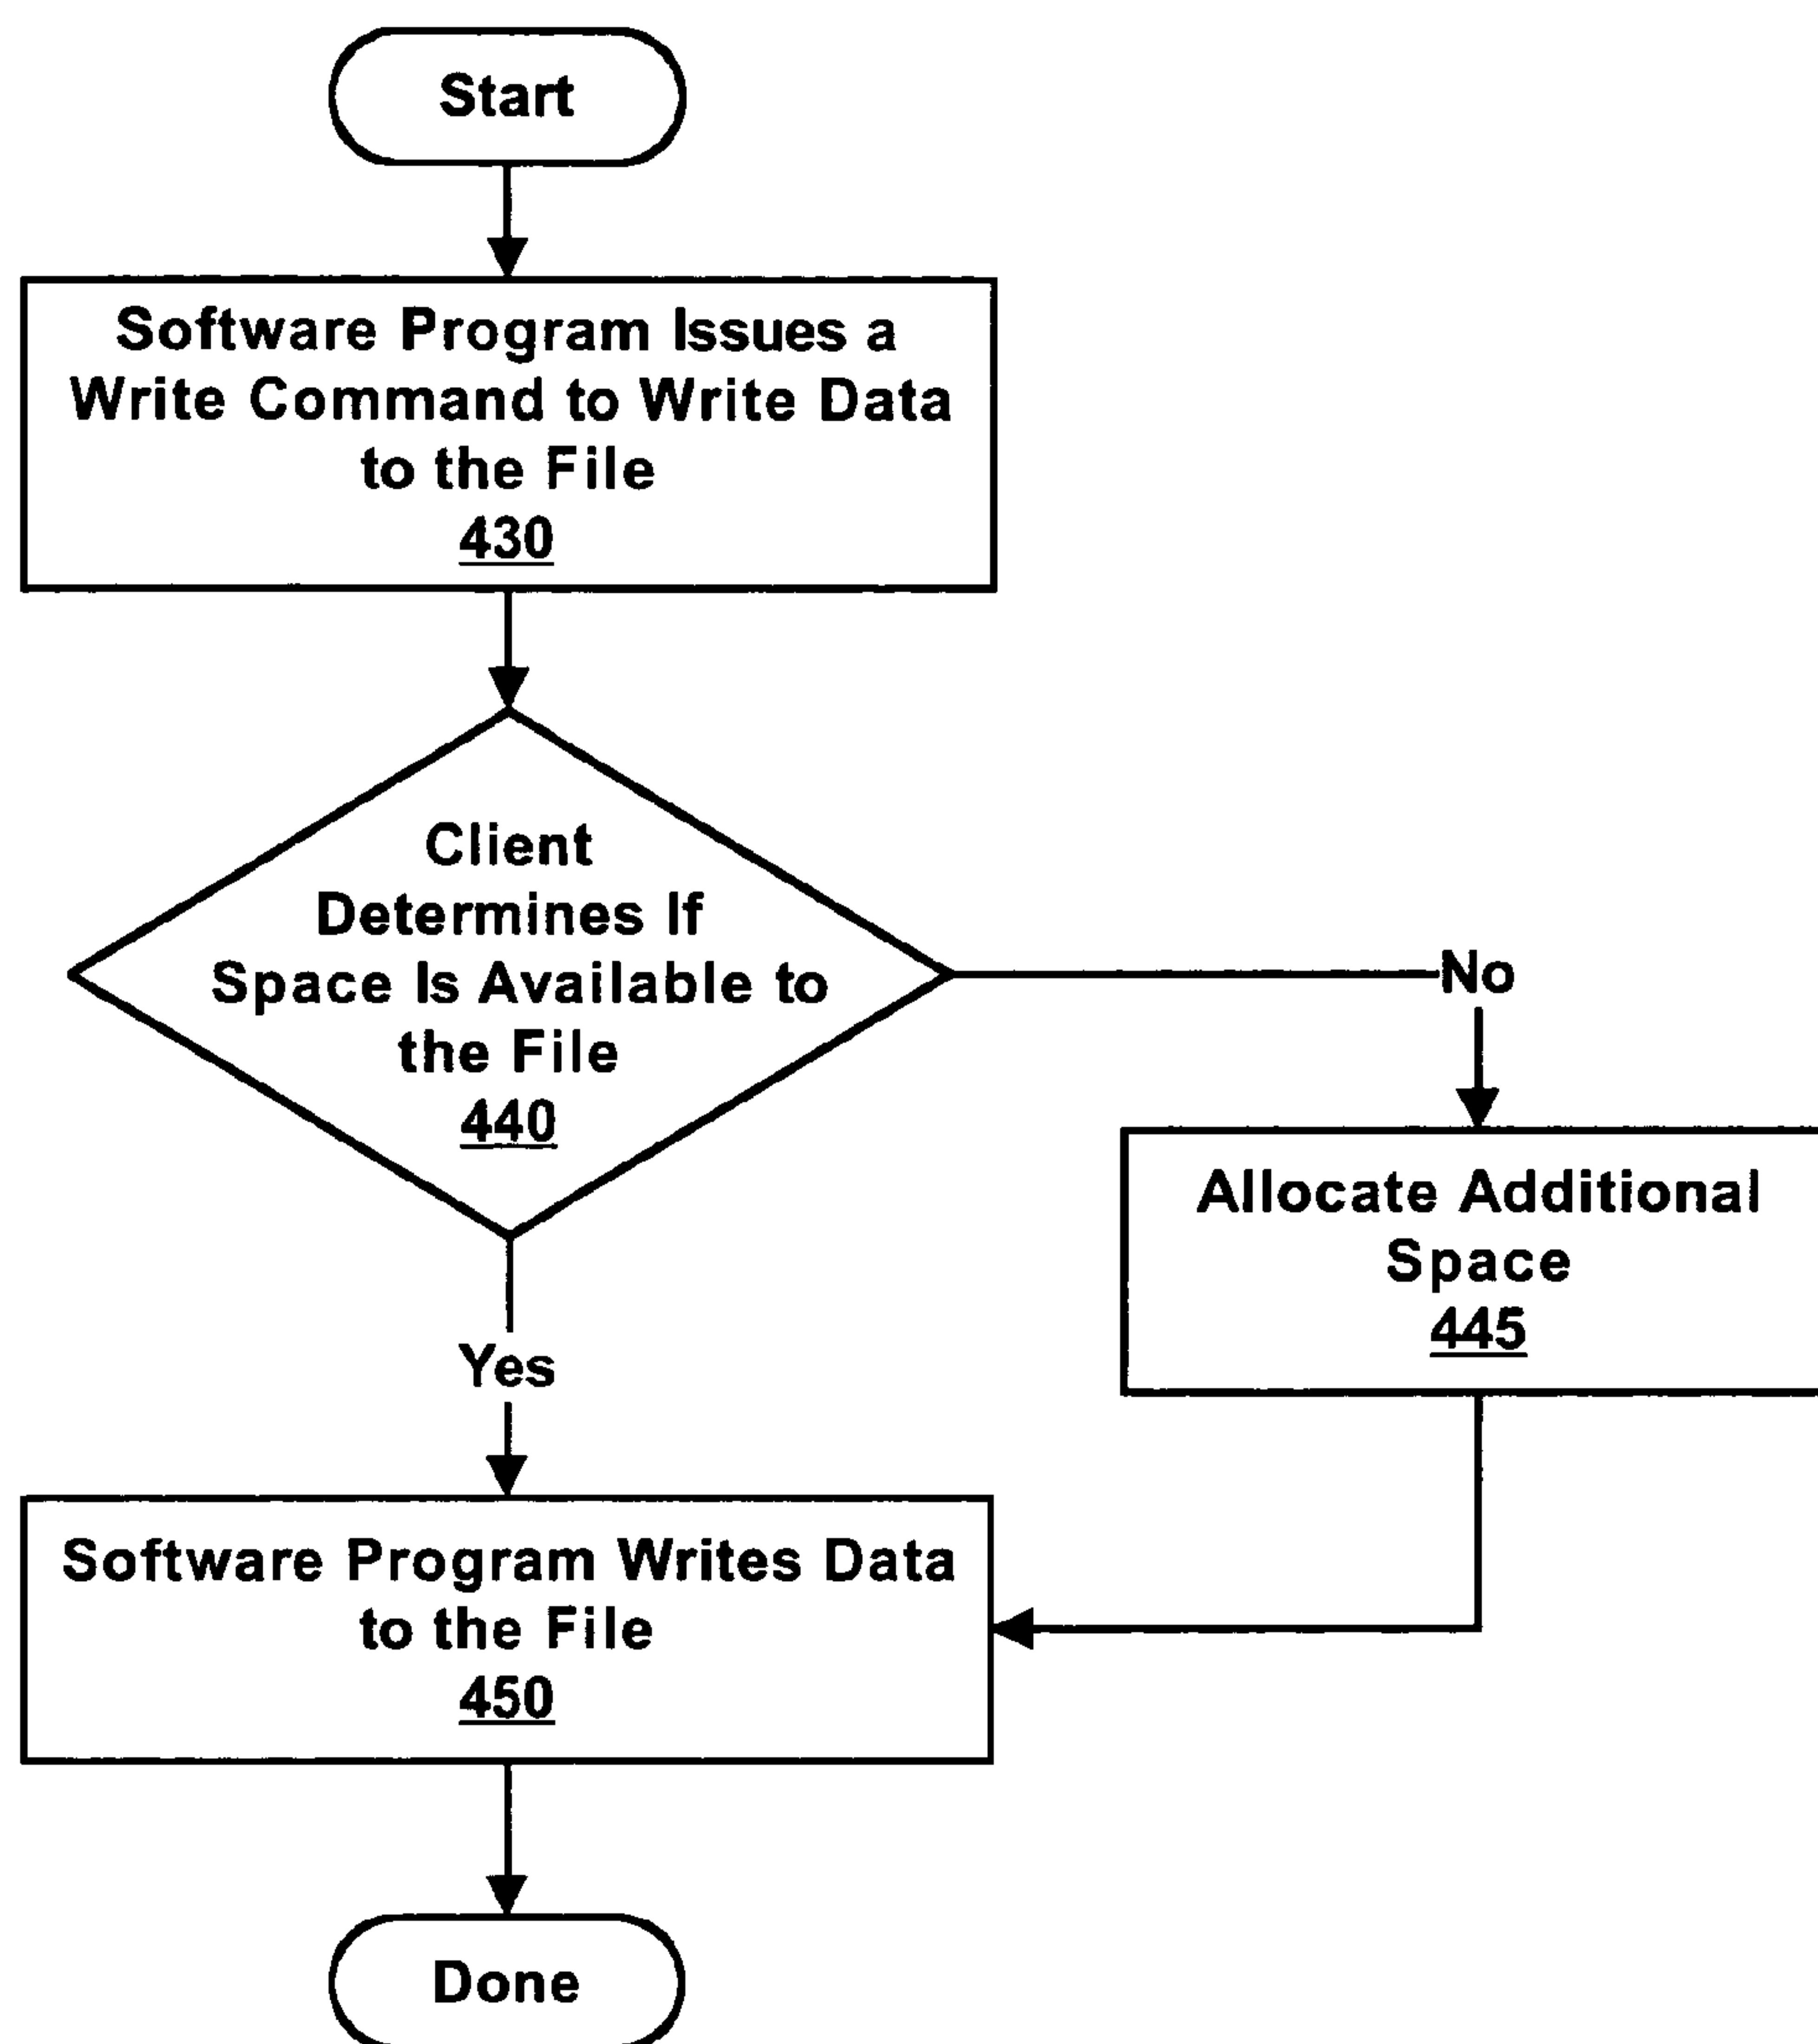 Start
Software Program Issues a
Write Command to Write Data
to the File
430
Client
Determines If
Space Is Available to
the File
440
No
Allocate Additional
Space
445
Yes
Software Program Writes Data
to the File
450
Done